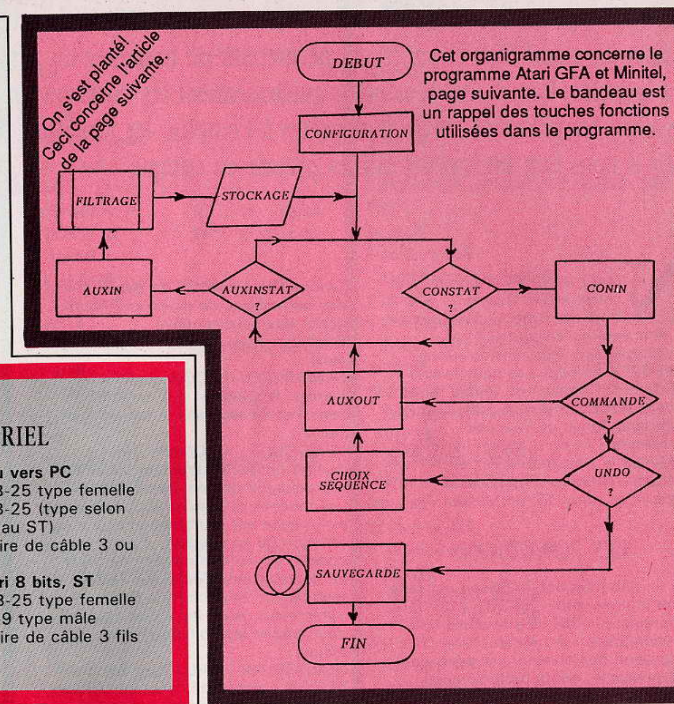 On s'est planté!
Ceci concerne l'article
de la page suivante.
DEBUT
Cet organigramme concerne le
programme Atari GFA et Minitel,
page suivante. Le bandeau est
un rappel des touches fonctions
utilisées dans le programme.
CONFIGURATION
FILTRAGE
STOCKAGE
AUXIN
AUXINSTAT
?
CONSTAT
?
CONIN
AUXOUT
COMMANDE
?
CHOIX
SEQUENCE
UNDO
?
SAUVEGARDE
FIN
RIEL
vers PC
-25 type femelle
-25 (type selon
au ST)
ire de câble 3 ou
ri 8 bits, ST
-25 type femelle
9 type mâle
ire de câble 3 fils